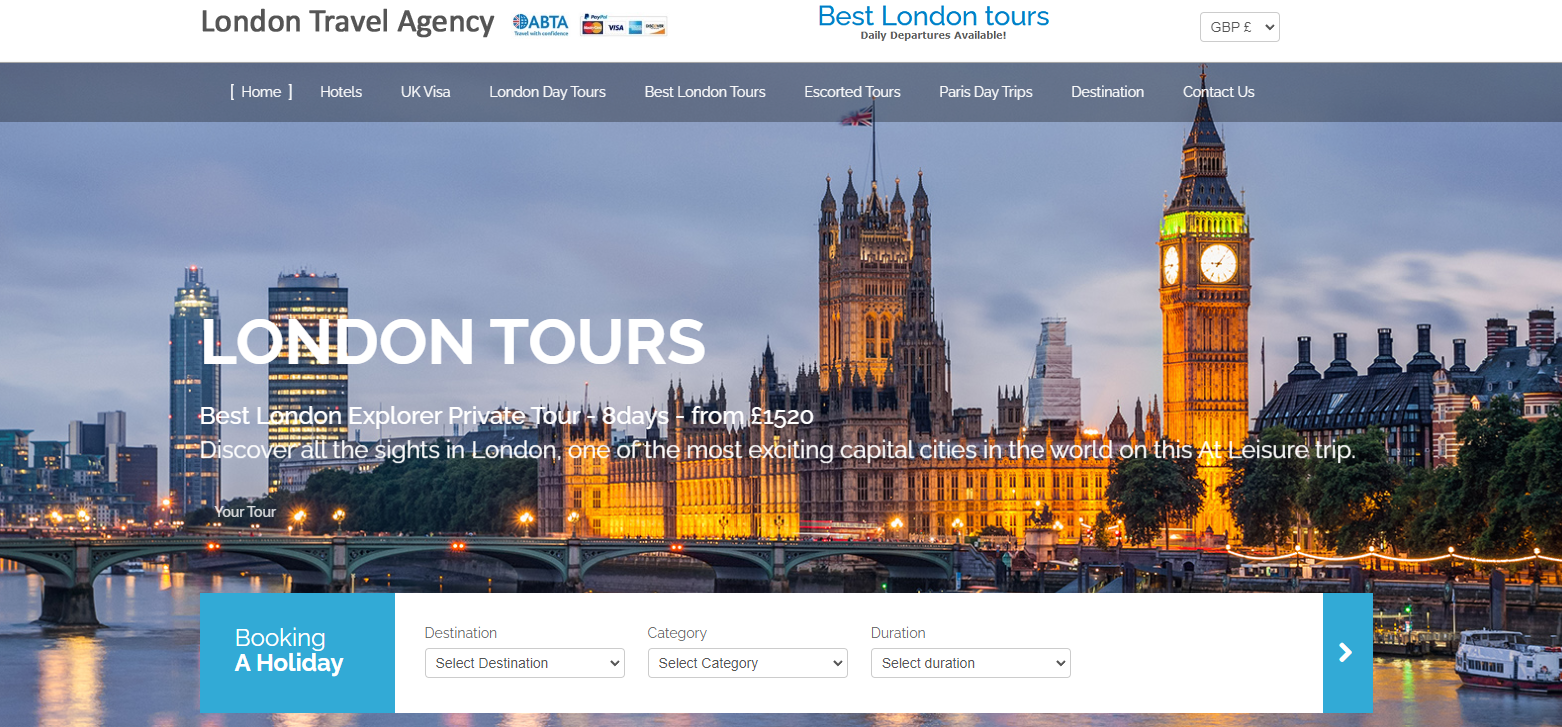 London Travel Agency
ABTA
Travel with confidence
PayPal
MasterCard VISA AMERICAN EXPRESS DISCOVER
Best London tours
Daily Departures Available!
GBP £
[ Home ]
Hotels
UK Visa
London Day Tours
Best London Tours
Escorted Tours
Paris Day Trips
Destination
Contact Us
LONDON TOURS
Best London Explorer Private Tour - 8days - from £1520
Discover all the sights in London, one of the most exciting capital cities in the world on this At Leisure trip.
Your Tour
Booking
A Holiday
Destination
Select Destination
Category
Select Category
Duration
Select duration